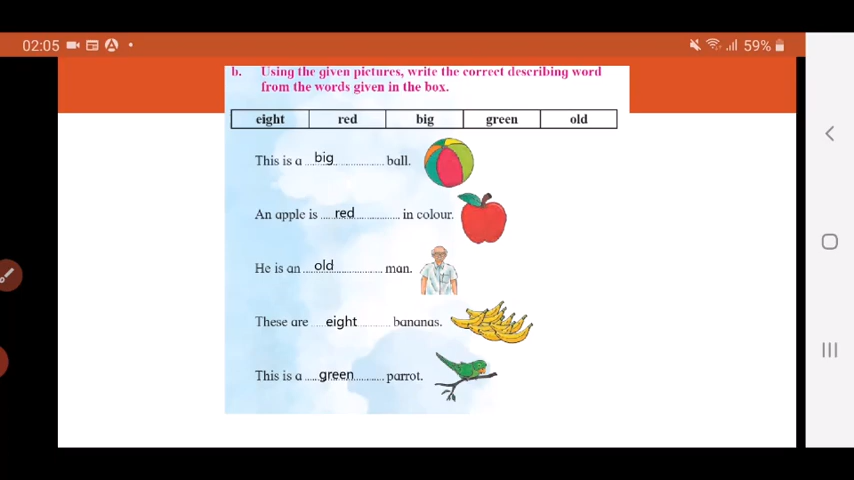 02:05 59%
b. Using the given pictures, write the correct describing word
from the words given in the box.
eight red big green old
This is a ...big............... ball.
An apple is .....red............... in colour.
He is an ...old............... man.
These are ....eight.......... bananas.
This is a .....green........... parrot.